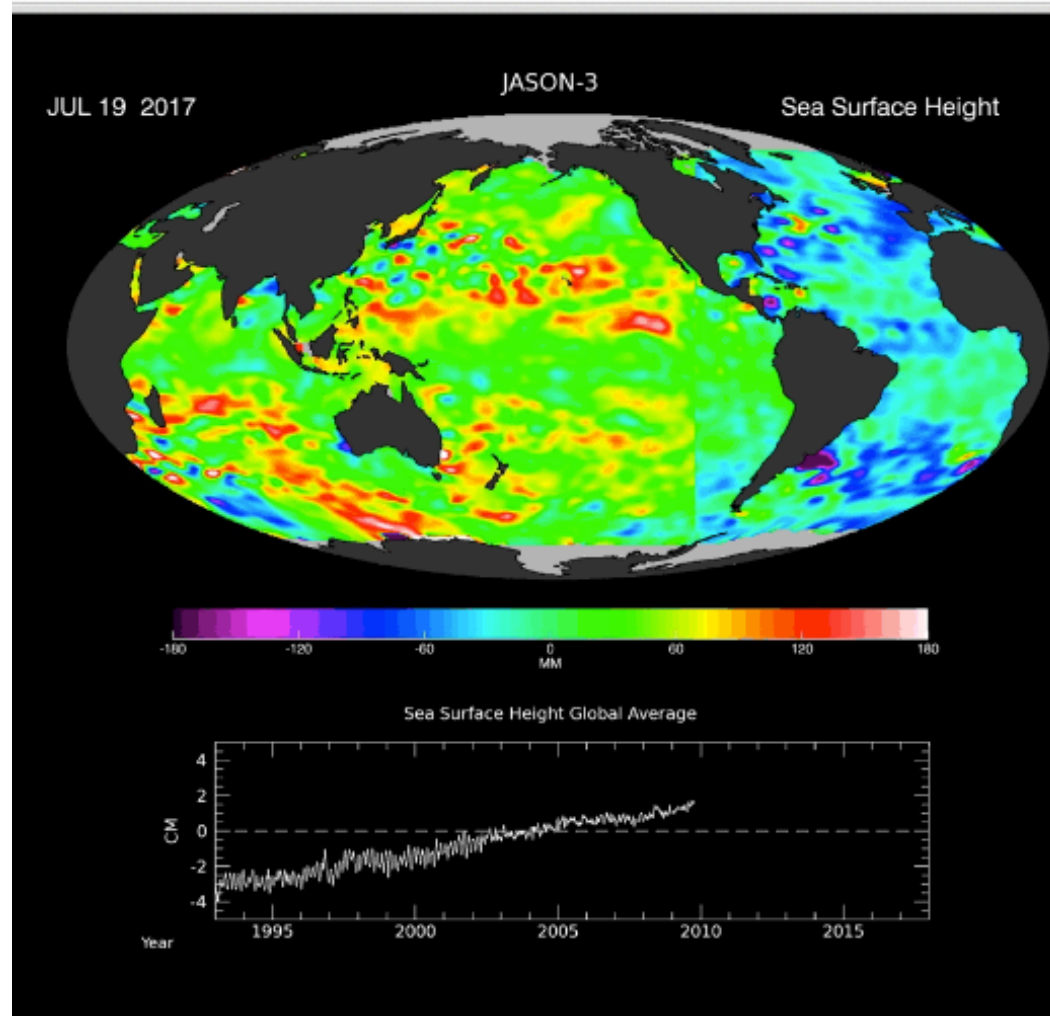 JASON-3
JUL 19 2017
Sea Surface Height
-180 -120 -60 0 60 120 180
MM
Sea Surface Height Global Average
4
2
0
-2
-4
CM
1995 2000 2005 2010 2015
Year